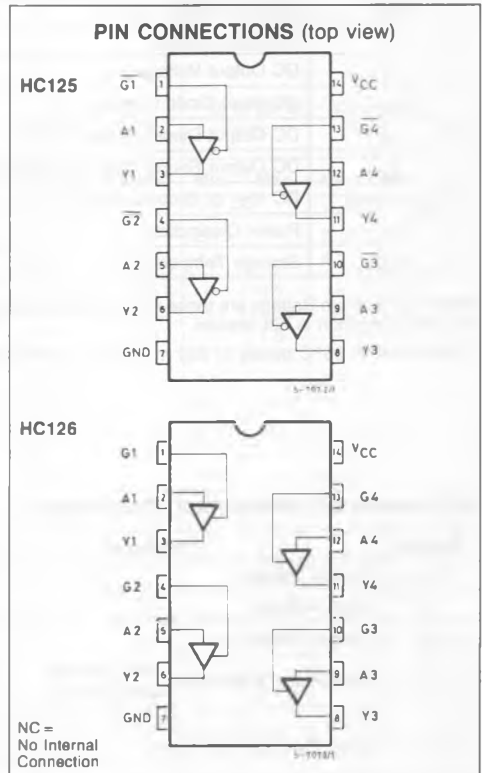 PIN CONNECTIONS (top view)
HC125
G1 1
A1 2
Y1 3
G2 4
A2 5
Y2 6
GND 7
14 VCC
13 G4
12 A4
11 Y4
10 G3
9 A3
8 Y3
HC126
G1 1
A1 2
Y1 3
G2 4
A2 5
Y2 6
GND 7
14 VCC
13 G4
12 A4
11 Y4
10 G3
9 A3
8 Y3
NC =
No Internal
Connection